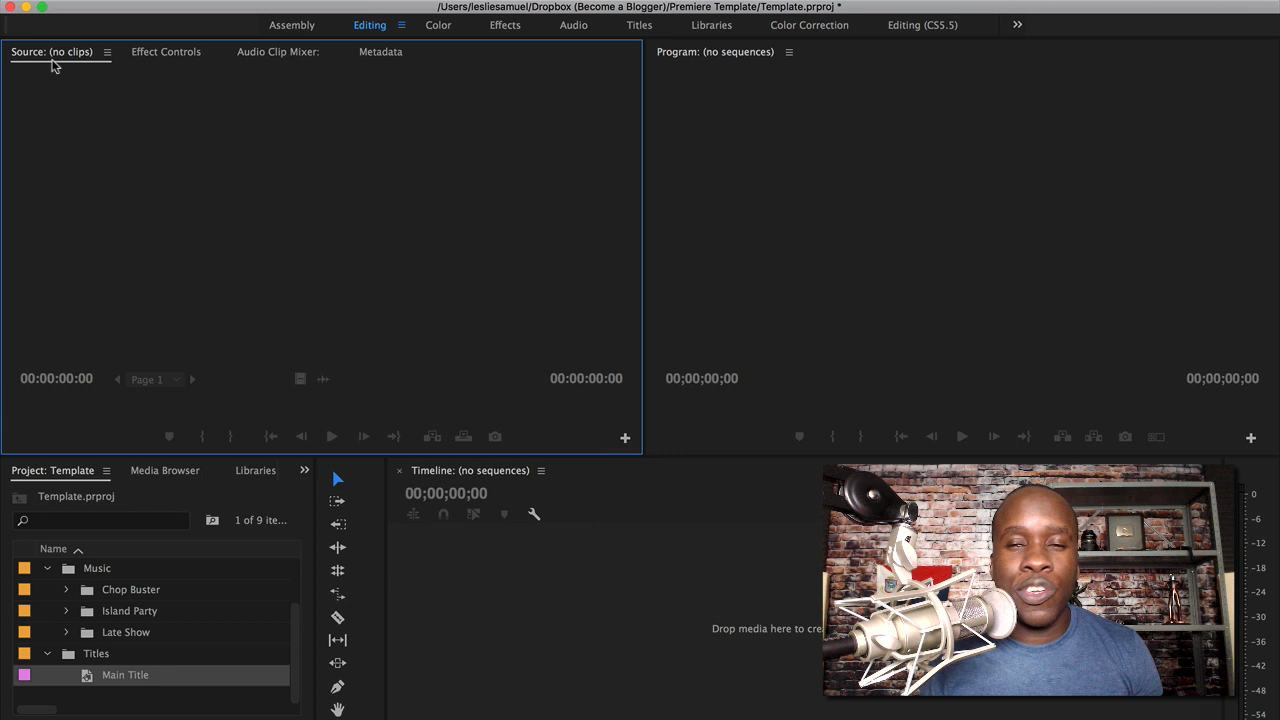 /Users/lesliesamuel/Dropbox (Become a Blogger)/Premiere Template/Template.prproj *
Assembly Editing Color Effects Audio Titles Libraries Color Correction Editing (CS5.5)
Source: (no clips) Effect Controls Audio Clip Mixer: Metadata
Program: (no sequences)
00:00:00:00 Page 1 00:00:00:00
00;00;00;00 00;00;00;00
Project: Template Media Browser Libraries
Template.prproj
1 of 9 ite...
Name
Music
Chop Buster
Island Party
Late Show
Titles
Main Title
Timeline: (no sequences)
00;00;00;00
Drop media here to cre
0
-6
-12
-18
-24
-30
-36
-42
-48
-54